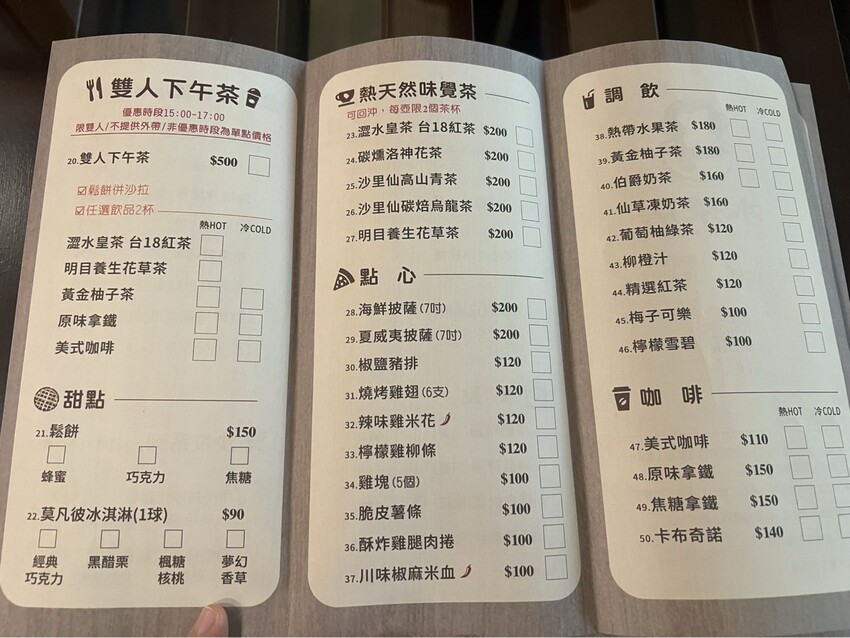 雙人下午茶
優惠時段15:00-17:00
限雙人/不提供外帶/非優惠時段為單點價格
20.雙人下午茶 $500
☑鬆餅併沙拉
☑任選飲品2杯
熱HOT 冷COLD
澀水皇茶 台18紅茶
明目養生花草茶
黃金柚子茶
原味拿鐵
美式咖啡
甜點
21.鬆餅 $150
蜂蜜 巧克力 焦糖
22.莫凡彼冰淇淋(1球) $90
經典 黑醋栗 楓糖 夢幻
巧克力 核桃 香草
熱天然味覺茶
可回沖，每壺限2個茶杯
23.澀水皇茶 台18紅茶 $200
24.碳燻洛神花茶 $200
25.沙里仙高山青茶 $200
26.沙里仙碳焙烏龍茶 $200
27.明目養生花草茶 $200
點 心
28.海鮮披薩(7吋) $200
29.夏威夷披薩(7吋) $200
30.椒鹽豬排 $120
31.燒烤雞翅(6支) $120
32.辣味雞米花 $120
33.檸檬雞柳條 $120
34.雞塊(5個) $100
35.脆皮薯條 $100
36.酥炸雞腿肉捲 $100
37.川味椒麻米血 $100
調 飲
熱HOT 冷COLD
38.熱帶水果茶 $180
39.黃金柚子茶 $180
40.伯爵奶茶 $160
41.仙草凍奶茶 $160
42.葡萄柚綠茶 $120
43.柳橙汁 $120
44.精選紅茶 $120
45.梅子可樂 $100
46.檸檬雪碧 $100
咖 啡
熱HOT 冷COLD
47.美式咖啡 $110
48.原味拿鐵 $150
49.焦糖拿鐵 $150
50.卡布奇諾 $140